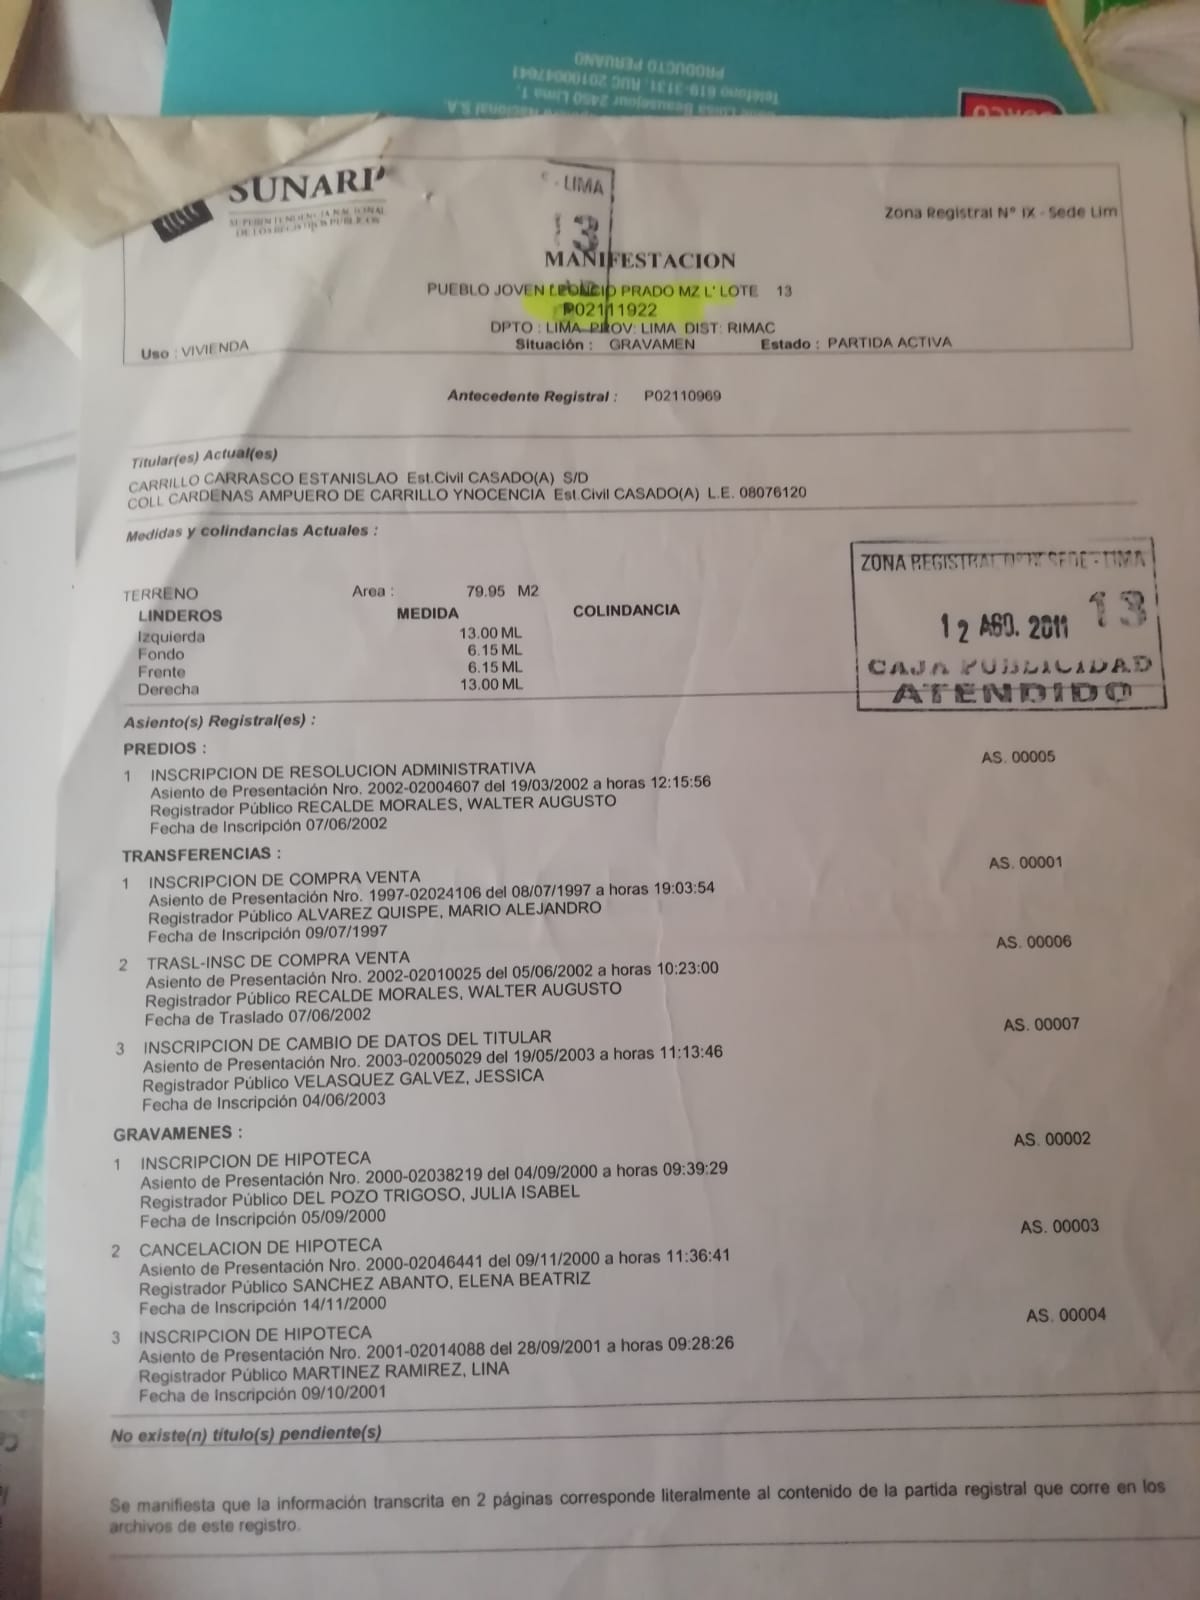 PRODUCTO PERUANO
Teléfono 619-3131. RUC 20100047641
2450 Lima 1.
Nacional S.A.
SUNARP
SUPERINTENDENCIA NACIONAL
DE LOS REGISTROS PUBLICOS
- LIMA
13
Zona Registral N° IX - Sede Lim
MANIFESTACION
PUEBLO JOVEN LEONCIO PRADO MZ L' LOTE 13
P02111922
DPTO : LIMA PROV: LIMA DIST: RIMAC
Uso : VIVIENDA Situación : GRAVAMEN Estado : PARTIDA ACTIVA
Antecedente Registral : P02110969
Titular(es) Actual(es)
CARRILLO CARRASCO ESTANISLAO Est.Civil CASADO(A) S/D
COLL CARDENAS AMPUERO DE CARRILLO YNOCENCIA Est.Civil CASADO(A) L.E. 08076120
Medidas y colindancias Actuales :
TERRENO Area : 79.95 M2
LINDEROS MEDIDA COLINDANCIA
Izquierda 13.00 ML
Fondo 6.15 ML
Frente 6.15 ML
Derecha 13.00 ML
ZONA REGISTRAL N° IX SEDE - LIMA
12 AGO. 2011 13
CAJA PUBLICIDAD
ATENDIDO
Asiento(s) Registral(es) :
PREDIOS :
1 INSCRIPCION DE RESOLUCION ADMINISTRATIVA AS. 00005
Asiento de Presentación Nro. 2002-02004607 del 19/03/2002 a horas 12:15:56
Registrador Público RECALDE MORALES, WALTER AUGUSTO
Fecha de Inscripción 07/06/2002
TRANSFERENCIAS :
1 INSCRIPCION DE COMPRA VENTA AS. 00001
Asiento de Presentación Nro. 1997-02024106 del 08/07/1997 a horas 19:03:54
Registrador Público ALVAREZ QUISPE, MARIO ALEJANDRO
Fecha de Inscripción 09/07/1997
2 TRASL-INSC DE COMPRA VENTA AS. 00006
Asiento de Presentación Nro. 2002-02010025 del 05/06/2002 a horas 10:23:00
Registrador Público RECALDE MORALES, WALTER AUGUSTO
Fecha de Traslado 07/06/2002
3 INSCRIPCION DE CAMBIO DE DATOS DEL TITULAR AS. 00007
Asiento de Presentación Nro. 2003-02005029 del 19/05/2003 a horas 11:13:46
Registrador Público VELASQUEZ GALVEZ, JESSICA
Fecha de Inscripción 04/06/2003
GRAVAMENES :
1 INSCRIPCION DE HIPOTECA AS. 00002
Asiento de Presentación Nro. 2000-02038219 del 04/09/2000 a horas 09:39:29
Registrador Público DEL POZO TRIGOSO, JULIA ISABEL
Fecha de Inscripción 05/09/2000
2 CANCELACION DE HIPOTECA AS. 00003
Asiento de Presentación Nro. 2000-02046441 del 09/11/2000 a horas 11:36:41
Registrador Público SANCHEZ ABANTO, ELENA BEATRIZ
Fecha de Inscripción 14/11/2000
3 INSCRIPCION DE HIPOTECA AS. 00004
Asiento de Presentación Nro. 2001-02014088 del 28/09/2001 a horas 09:28:26
Registrador Público MARTINEZ RAMIREZ, LINA
Fecha de Inscripción 09/10/2001
No existe(n) título(s) pendiente(s)
Se manifiesta que la información transcrita en 2 páginas corresponde literalmente al contenido de la partida registral que corre en los
archivos de este registro.